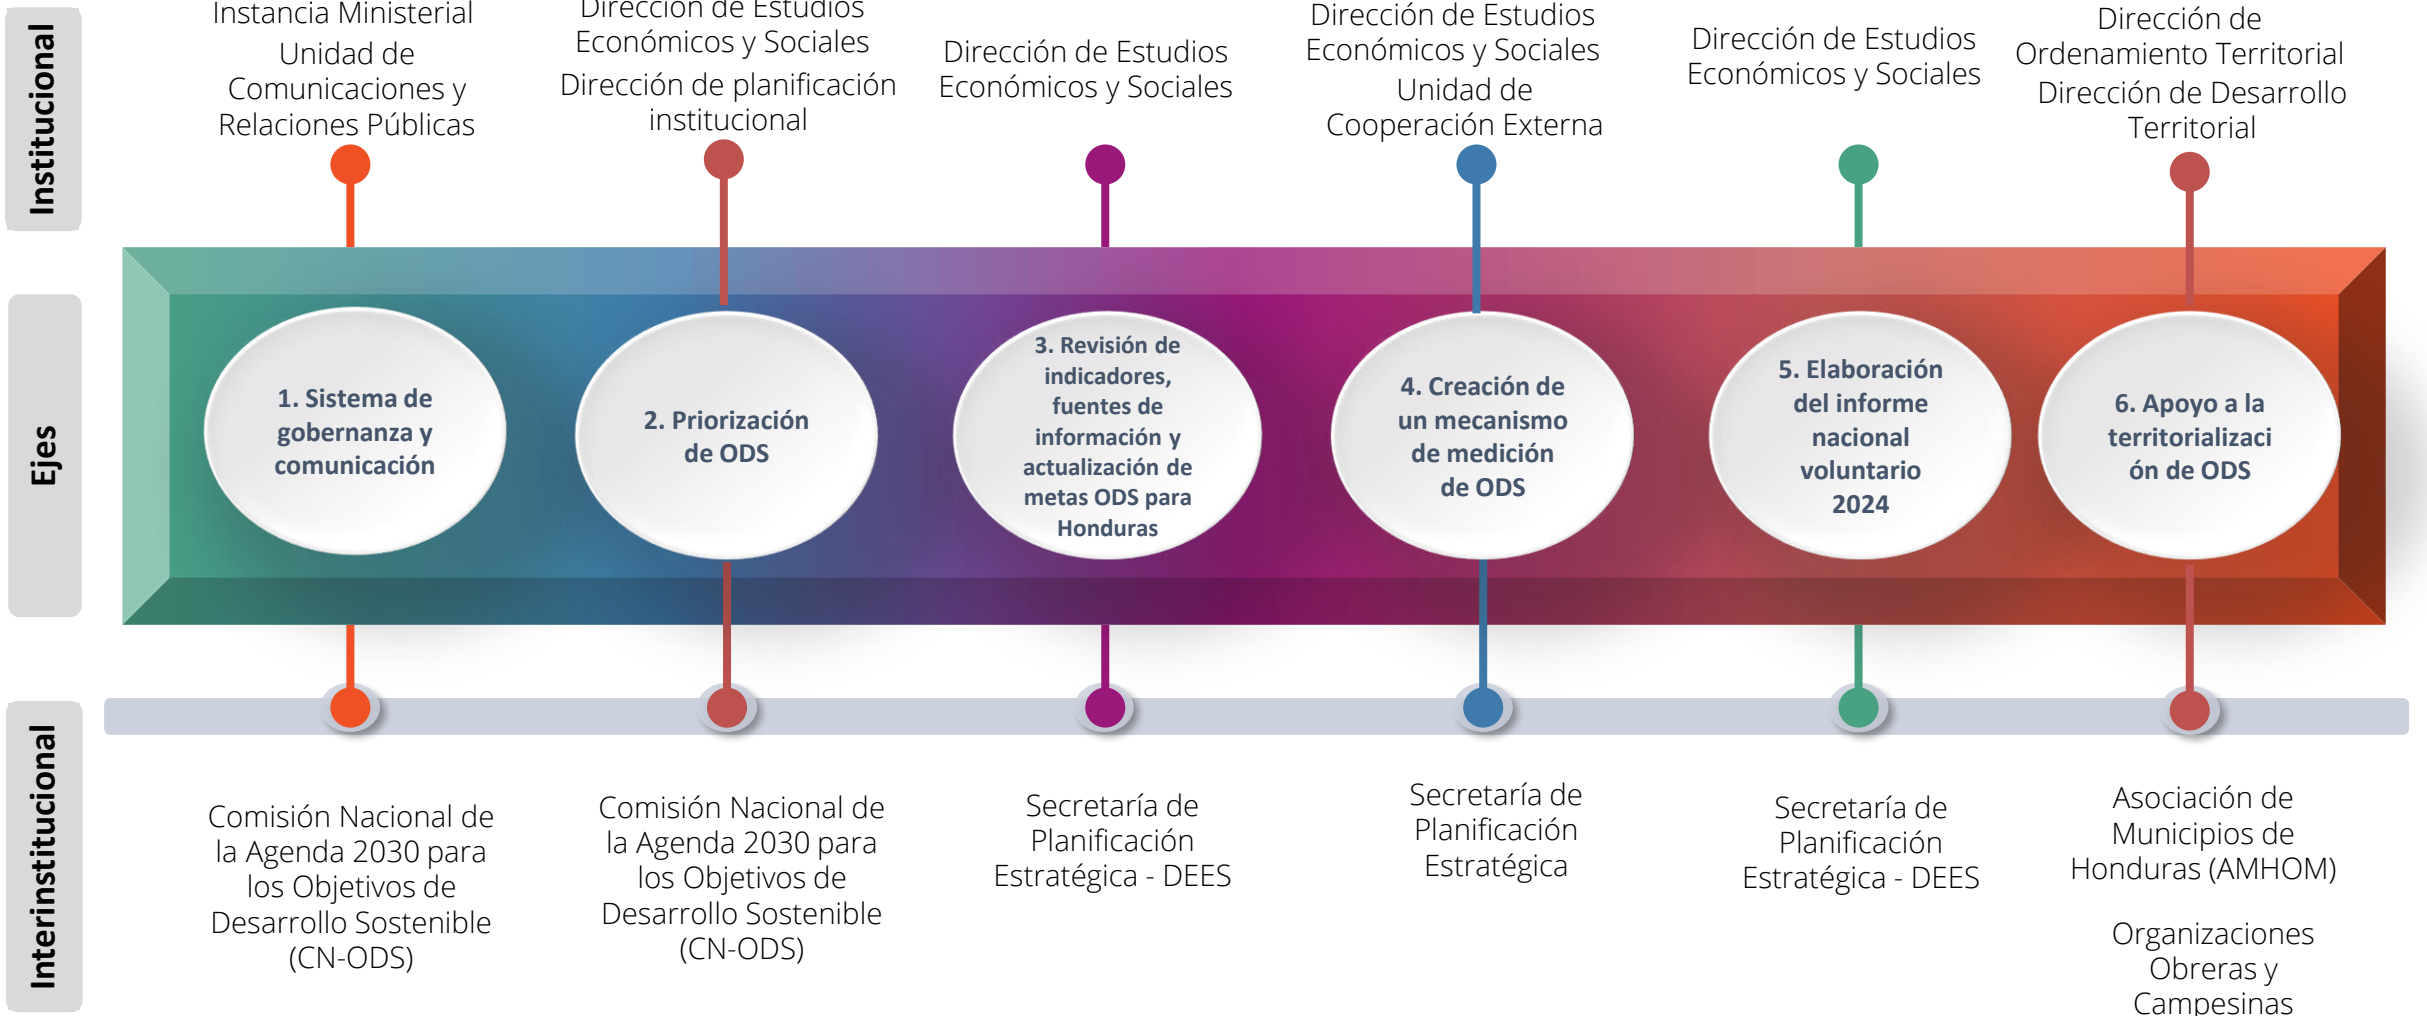 Institucional
Instancia Ministerial
Unidad de
Comunicaciones y
Relaciones Públicas
Dirección de Estudios
Económicos y Sociales
Dirección de planificación
institucional
Dirección de Estudios
Económicos y Sociales
Dirección de Estudios
Económicos y Sociales
Unidad de
Cooperación Externa
Dirección de Estudios
Económicos y Sociales
Dirección de
Ordenamiento Territorial
Dirección de Desarrollo
Territorial
Ejes
1. Sistema de
gobernanza y
comunicación
2. Priorización
de ODS
3. Revisión de
indicadores,
fuentes de
información y
actualización de
metas ODS para
Honduras
4. Creación de
un mecanismo
de medición
de ODS
5. Elaboración
del informe
nacional
voluntario
2024
6. Apoyo a la
territorializaci
ón de ODS
Interinstitucional
Comisión Nacional de
la Agenda 2030 para
los Objetivos de
Desarrollo Sostenible
(CN-ODS)
Comisión Nacional de
la Agenda 2030 para
los Objetivos de
Desarrollo Sostenible
(CN-ODS)
Secretaría de
Planificación
Estratégica - DEES
Secretaría de
Planificación
Estratégica
Secretaría de
Planificación
Estratégica - DEES
Asociación de
Municipios de
Honduras (AMHOM)
Organizaciones
Obreras y
Campesinas